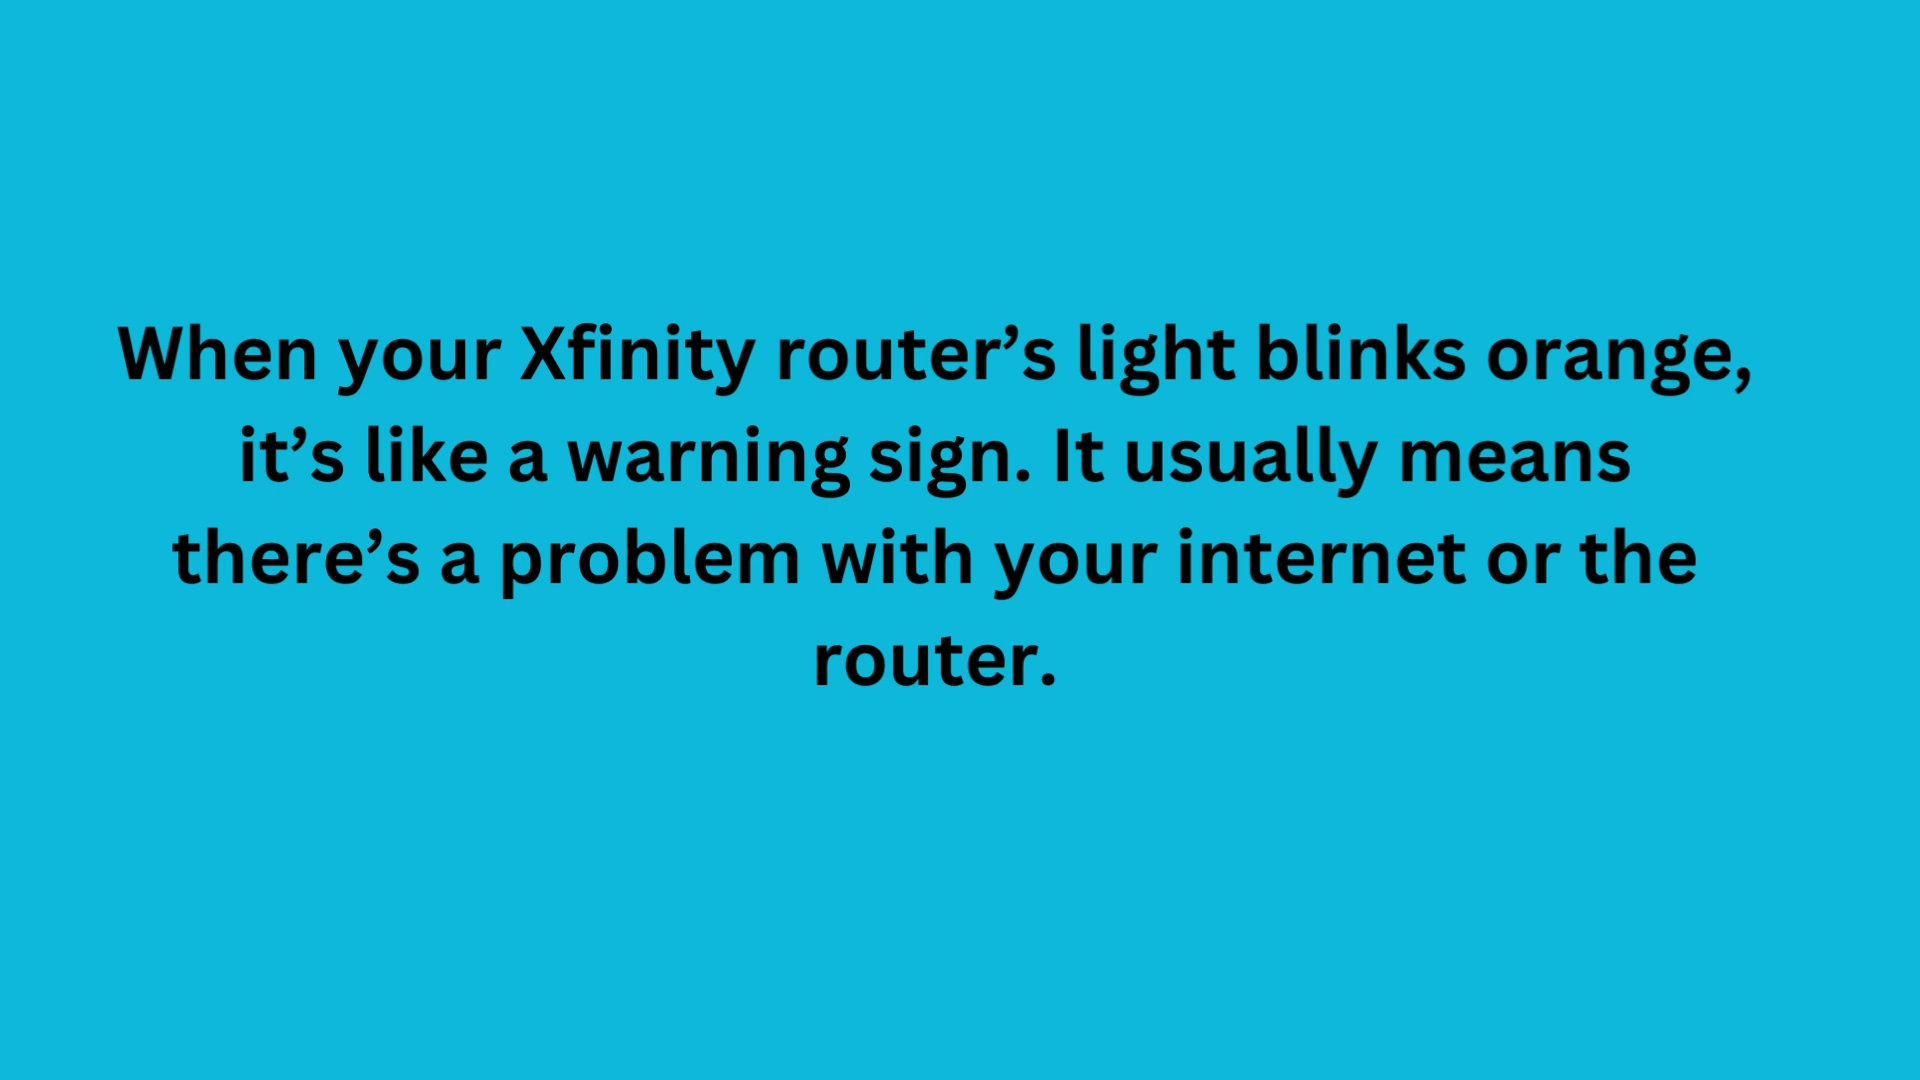 When your Xfinity router’s light blinks orange,
it’s like a warning sign. It usually means
there’s a problem with your internet or the
router.